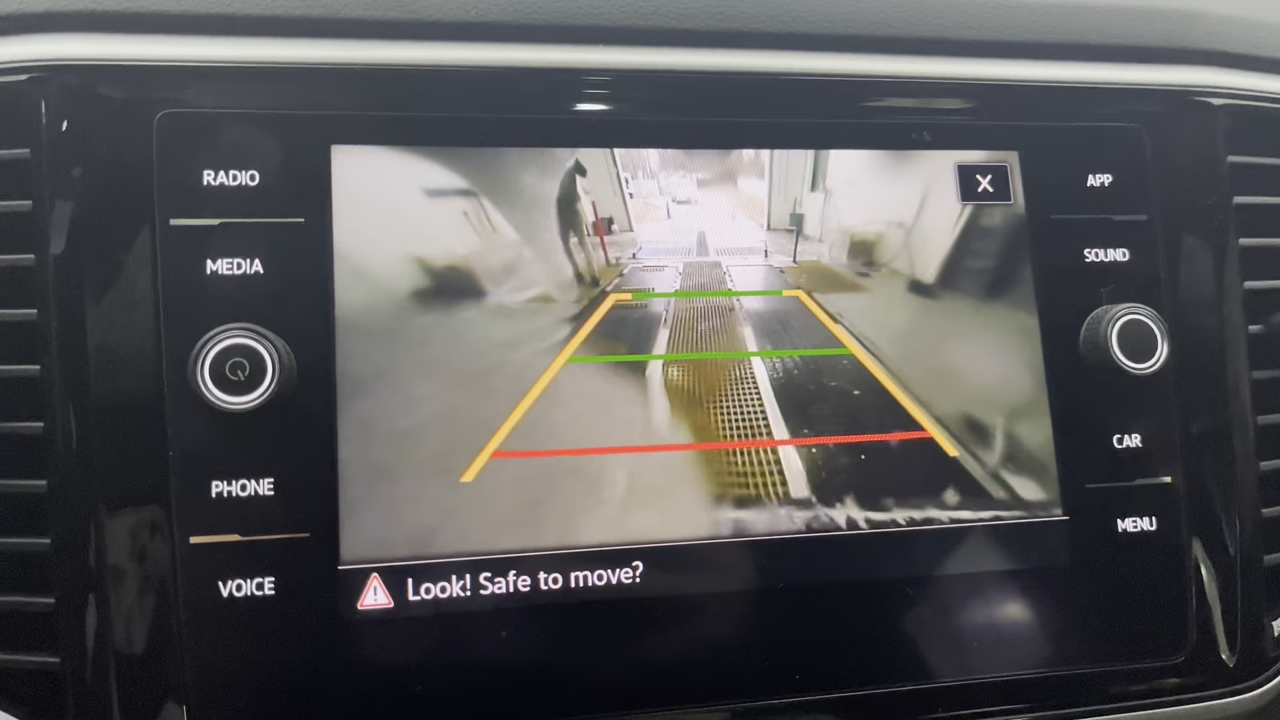 RADIO
MEDIA
PHONE
VOICE
X
Look! Safe to move?
APP
SOUND
CAR
MENU